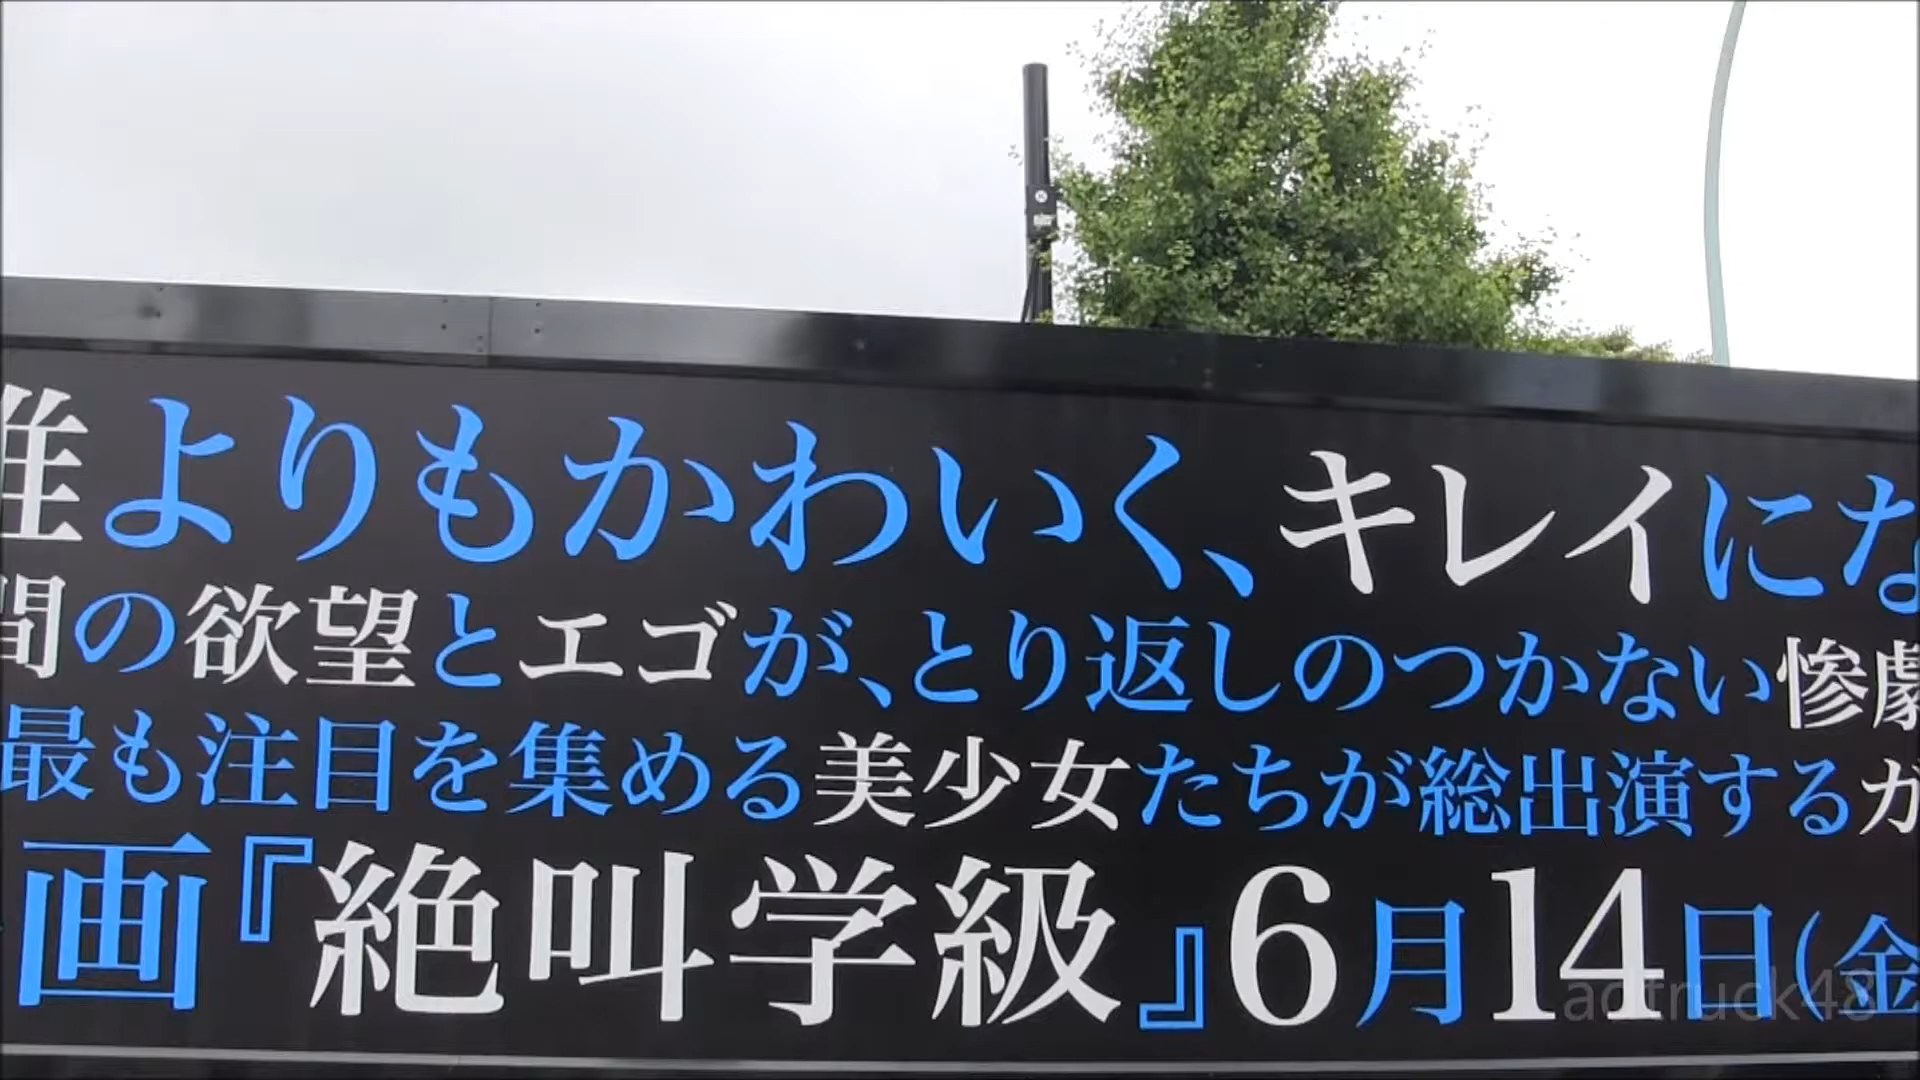 誰よりもかわいく、キレイにな
間の欲望とエゴが、とり返しのつかない惨劇
最も注目を集める美少女たちが総出演するガ
画『絶叫学級』6月14日(金
adtruck48